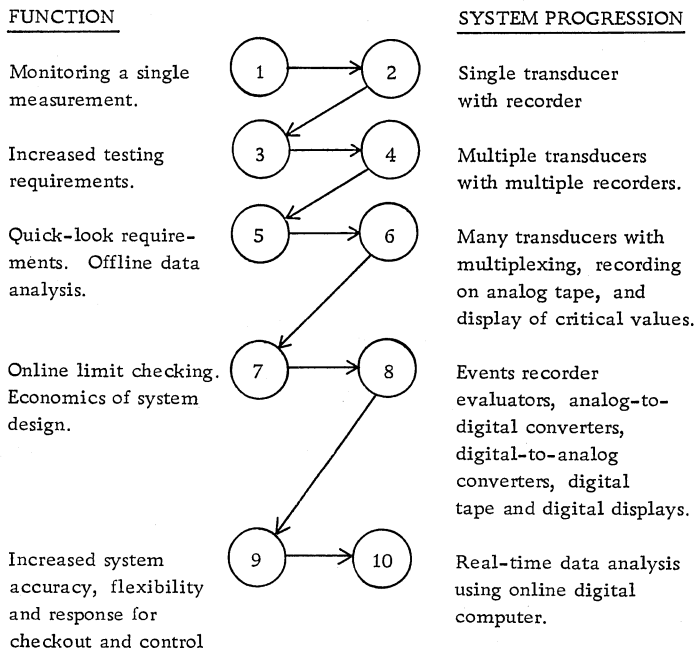 FUNCTION
SYSTEM PROGRESSION
Monitoring a single
measurement.
1
2
Single transducer
with recorder
Increased testing
requirements.
3
4
Multiple transducers
with multiple recorders.
Quick-look require-
ments. Offline data
analysis.
5
6
Many transducers with
multiplexing, recording
on analog tape, and
display of critical values.
Online limit checking.
Economics of system
design.
7
8
Events recorder
evaluators, analog-to-
digital converters,
digital-to-analog
converters, digital
tape and digital displays.
Increased system
accuracy, flexibility
and response for
checkout and control
9
10
Real-time data analysis
using online digital
computer.